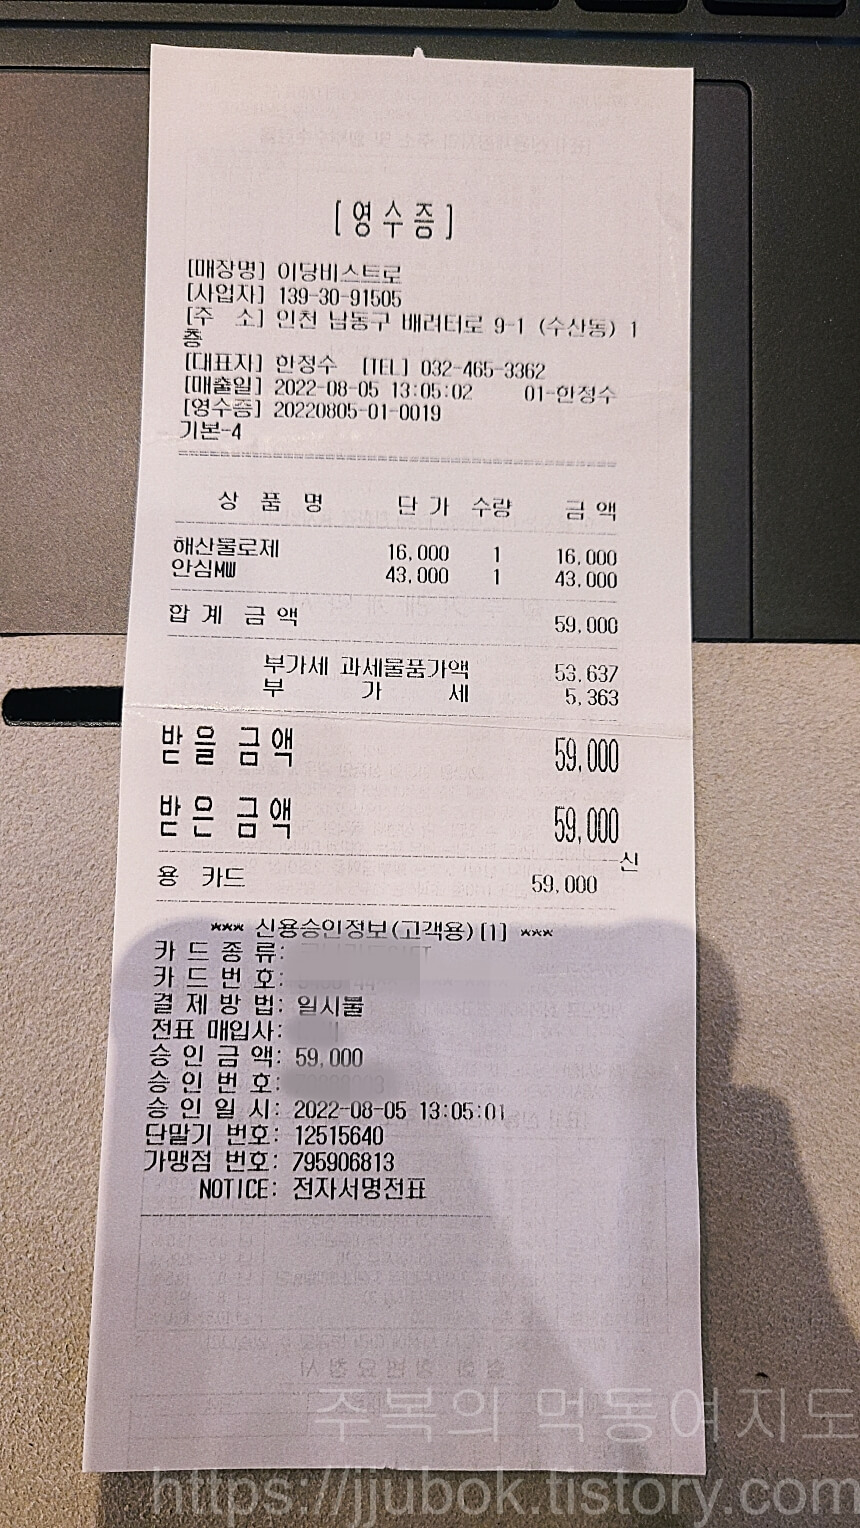 [영수증]
[매장명] 이당비스트로
[사업자] 139-30-91505
[주 소] 인천 남동구 배려터로 9-1 (수산동) 1
층
[대표자] 한정수 [TEL] 032-465-3362
[매출일] 2022-08-05 13:05:02 01-한정수
[영수증] 20220805-01-0019
기본-4
상 품 명 단 가 수량 금 액
해산물로제 16,000 1 16,000
안심MW 43,000 1 43,000
합 계 금 액 59,000
부가세 과세물품가액 53,637
부 가 세 5,363
받을 금액 59,000
받은 금액 59,000
신
용 카드 59,000
*** 신용승인정보(고객용)[1] ***
카 드 종 류:
카 드 번 호:
결 제 방 법: 일시불
전표 매입사:
승 인 금 액: 59,000
승 인 번 호:
승 인 일 시: 2022-08-05 13:05:01
단말기 번호: 12515640
가맹점 번호: 795906813
NOTICE: 전자서명전표
주복의 먹동여지도
https://jjubok.tistory.com